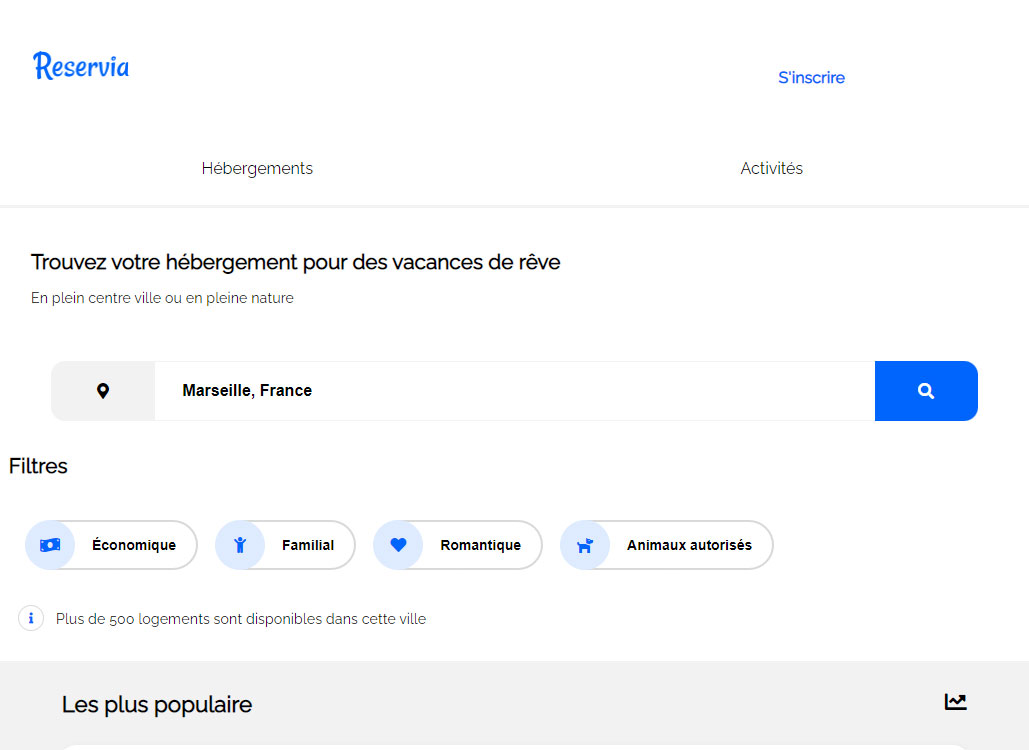 Reservia
S'inscrire
Hébergements
Activités
Trouvez votre hébergement pour des vacances de rêve
En plein centre ville ou en pleine nature
Marseille, France
Filtres
Économique
Familial
Romantique
Animaux autorisés
Plus de 500 logements sont disponibles dans cette ville
Les plus populaire